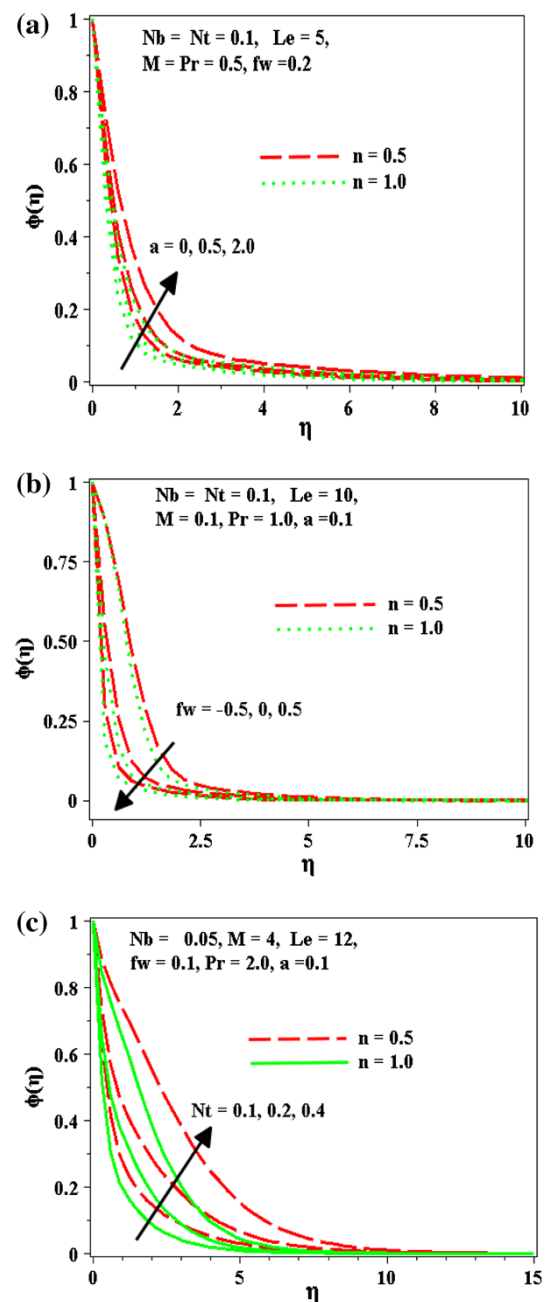 (a)
Nb = Nt = 0.1, Le = 5,
M = Pr = 0.5, fw =0.2
n = 0.5
n = 1.0
a = 0, 0.5, 2.0
ϕ(η)
1
0.8
0.6
0.4
0.2
0
0 2 4 6 8 10
η
(b)
Nb = Nt = 0.1, Le = 10,
M = 0.1, Pr = 1.0, a =0.1
n = 0.5
n = 1.0
fw = -0.5, 0, 0.5
ϕ(η)
1
0.75
0.50
0.25
0
0 2.5 5 7.5 10
η
(c)
Nb = 0.05, M = 4, Le = 12,
fw = 0.1, Pr = 2.0, a =0.1
n = 0.5
n = 1.0
Nt = 0.1, 0.2, 0.4
ϕ(η)
1
0.8
0.6
0.4
0.2
0
0 5 10 15
η